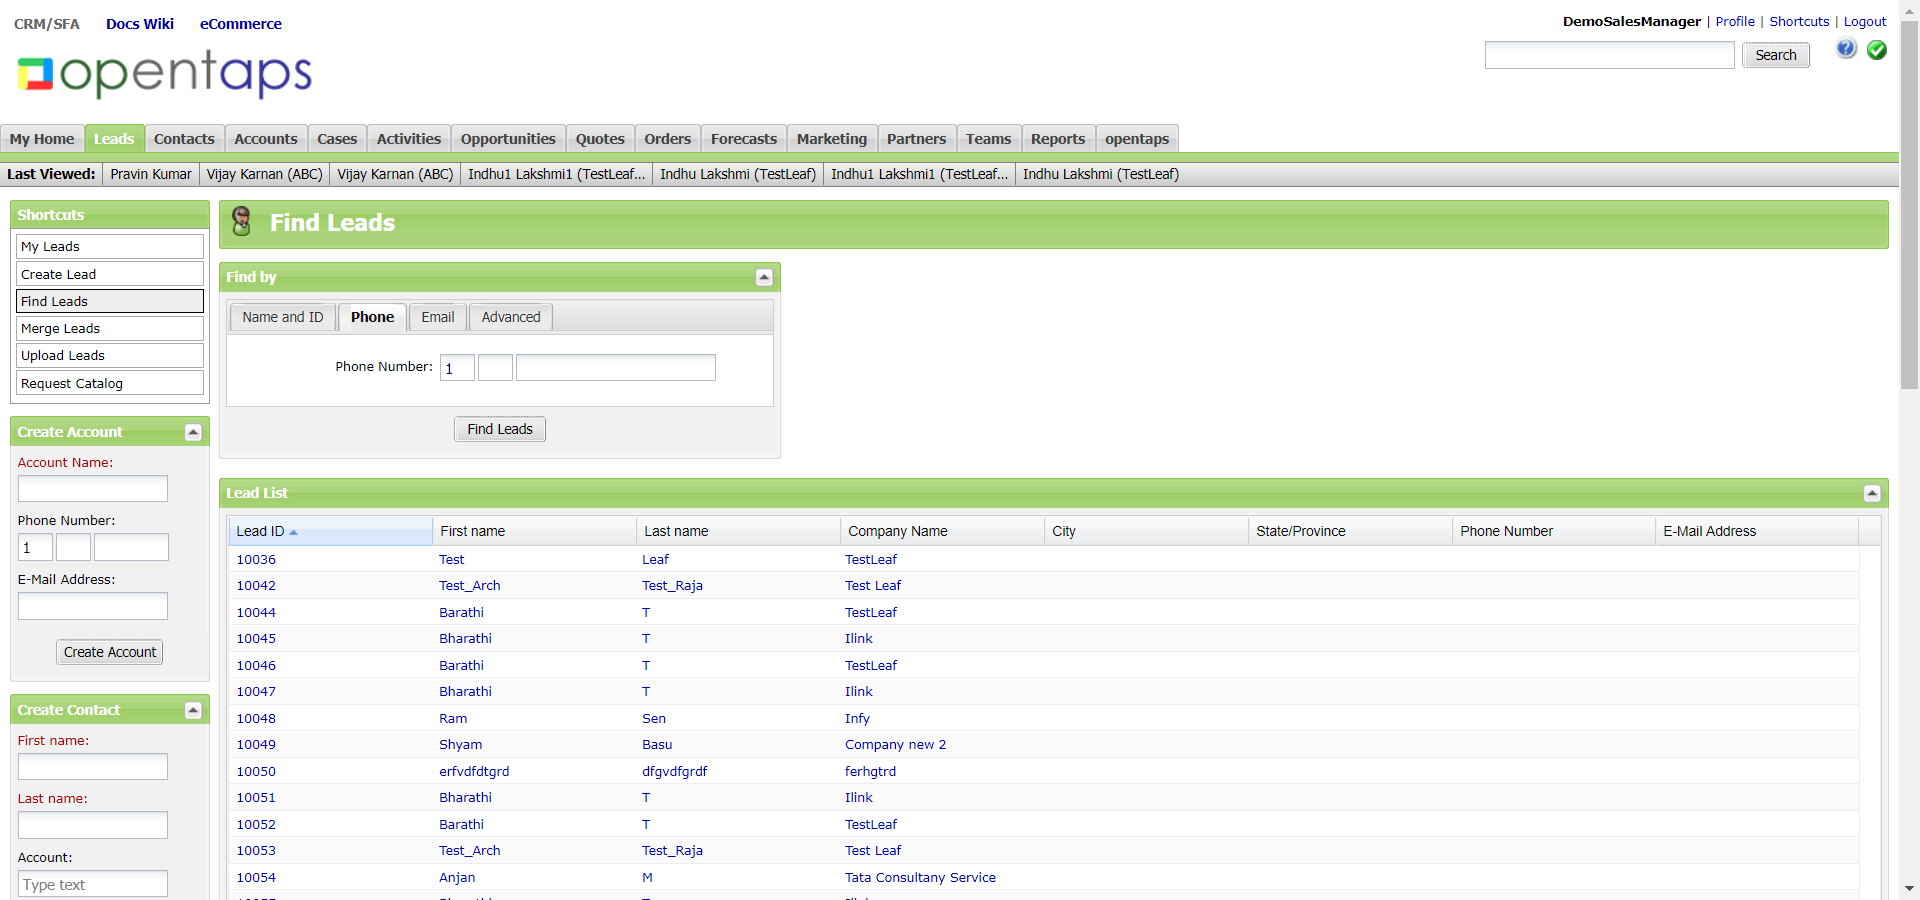 CRM/SFA Docs Wiki eCommerce
DemoSalesManager | Profile | Shortcuts | Logout
opentaps
Search
My Home Leads Contacts Accounts Cases Activities Opportunities Quotes Orders Forecasts Marketing Partners Teams Reports opentaps
Last Viewed: Pravin Kumar Vijay Karnan (ABC) Vijay Karnan (ABC) Indhu1 Lakshmi1 (TestLeaf... Indhu Lakshmi (TestLeaf) Indhu1 Lakshmi1 (TestLeaf... Indhu Lakshmi (TestLeaf)
Shortcuts
My Leads
Create Lead
Find Leads
Merge Leads
Upload Leads
Request Catalog
Create Account
Account Name:
Phone Number:
1
E-Mail Address:
Create Account
Create Contact
First name:
Last name:
Account:
Type text
Find Leads
Find by
Name and ID Phone Email Advanced
Phone Number: 1
Find Leads
Lead List
Lead ID First name Last name Company Name City State/Province Phone Number E-Mail Address
10036 Test Leaf TestLeaf
10042 Test_Arch Test_Raja Test Leaf
10044 Barathi T TestLeaf
10045 Bharathi T Ilink
10046 Barathi T TestLeaf
10047 Bharathi T Ilink
10048 Ram Sen Infy
10049 Shyam Basu Company new 2
10050 erfvdfdtgrd dfgvdfgrdf ferhgtrd
10051 Bharathi T Ilink
10052 Barathi T TestLeaf
10053 Test_Arch Test_Raja Test Leaf
10054 Anjan M Tata Consultany Service